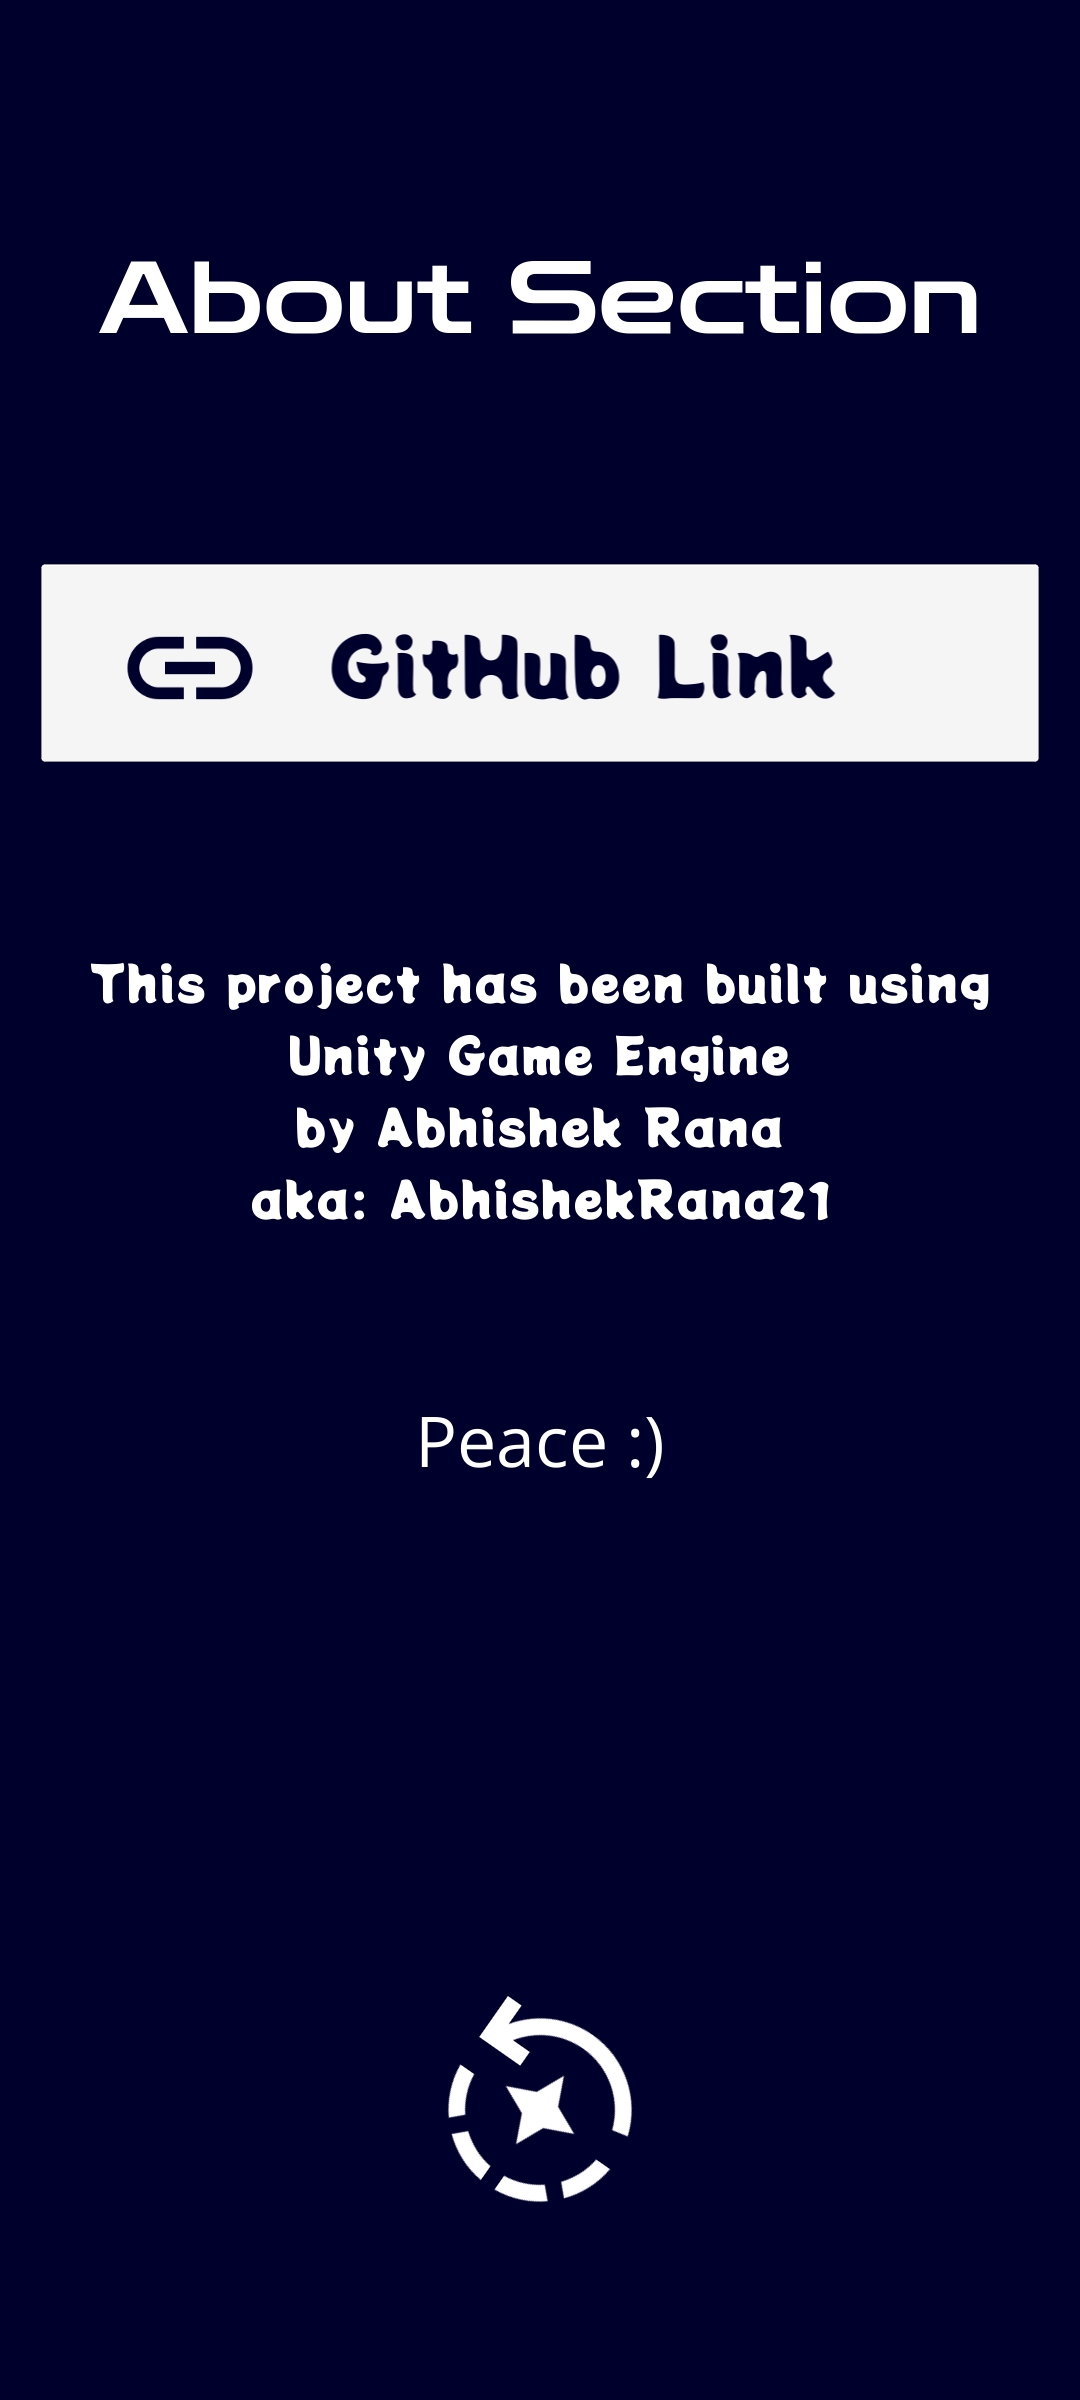 About Section
GitHub Link
This project has been built using
Unity Game Engine
by Abhishek Rana
aka: AbhishekRana21
Peace :)